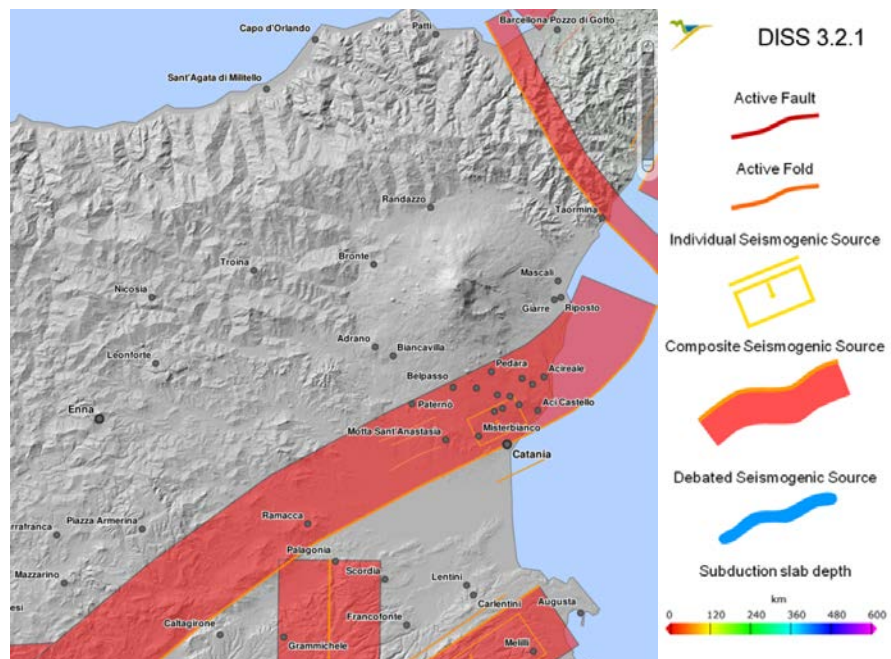 Capo d'Orlando
Patti
Barcellona Pozzo di Gotto
Sant'Agata di Militello
Randazzo
Taormina
Troina
Bronte
Mascali
Nicosia
Giarre
Riposto
Adrano
Biancavilla
Leonforte
Pedara
Belpasso
Acireale
Enna
Paternò
Aci Castello
Motta Sant'Anastasia
Misterbianco
Catania
Ramacca
Piazza Armerina
Palagonia
Mazzarino
Scordia
Lentini
Carlentini
Augusta
Caltagirone
Francofonte
Grammichele
Melilli
DISS 3.2.1
Active Fault
Active Fold
Individual Seismogenic Source
Composite Seismogenic Source
Debated Seismogenic Source
Subduction slab depth
km
0 120 240 360 480 600